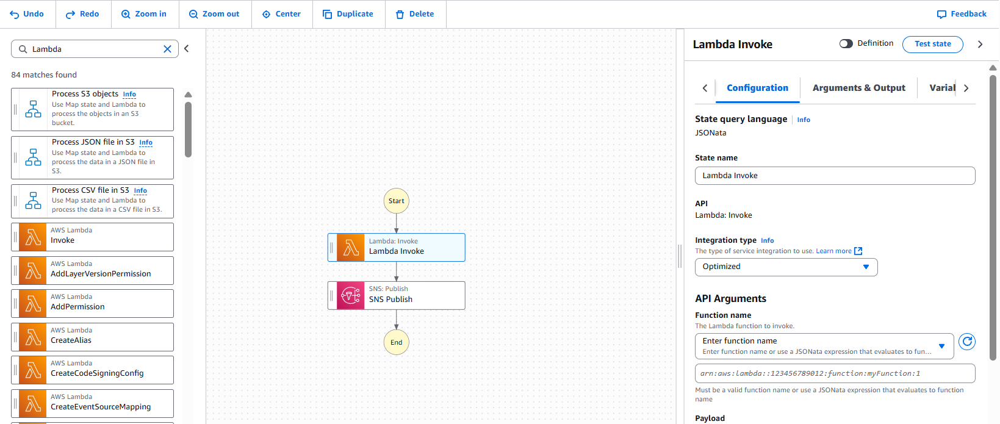 Undo
Redo
Zoom in
Zoom out
Center
Duplicate
Delete
Feedback
Lambda
84 matches found
Process S3 objects Info
Use Map state and Lambda to
process the objects in an S3
bucket.
Process JSON file in S3 Info
Use Map state and Lambda to
process the data in a JSON file in
S3.
Process CSV file in S3 Info
Use Map state and Lambda to
process the data in a CSV file in S3.
AWS Lambda
Invoke
AWS Lambda
AddLayerVersionPermission
AWS Lambda
AddPermission
AWS Lambda
CreateAlias
AWS Lambda
CreateCodeSigningConfig
AWS Lambda
CreateEventSourceMapping
Start
Lambda: Invoke
Lambda Invoke
SNS: Publish
SNS Publish
End
Lambda Invoke
Definition
Test state
Configuration
Arguments & Output
Varial
State query language Info
JSONata
State name
Lambda Invoke
API
Lambda: Invoke
Integration type Info
The type of service integration to use. Learn more
Optimized
API Arguments
Function name
The Lambda function to invoke.
Enter function name
Enter function name or use a JSONata expression that evaluates to fun...
arn:aws:lambda::123456789012:function:myFunction:1
Must be a valid function name or use a JSONata expression that evaluates to function
name
Payload